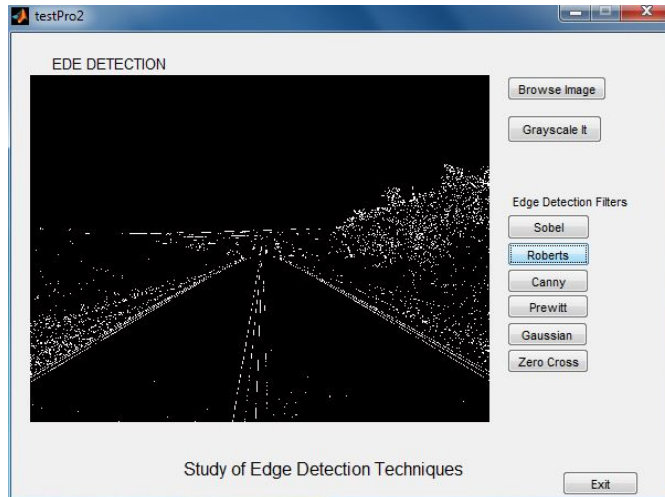 testPro2
EDE DETECTION
Browse Image
Grayscale It
Edge Detection Filters
Sobel
Roberts
Canny
Prewitt
Gaussian
Zero Cross
Study of Edge Detection Techniques
Exit